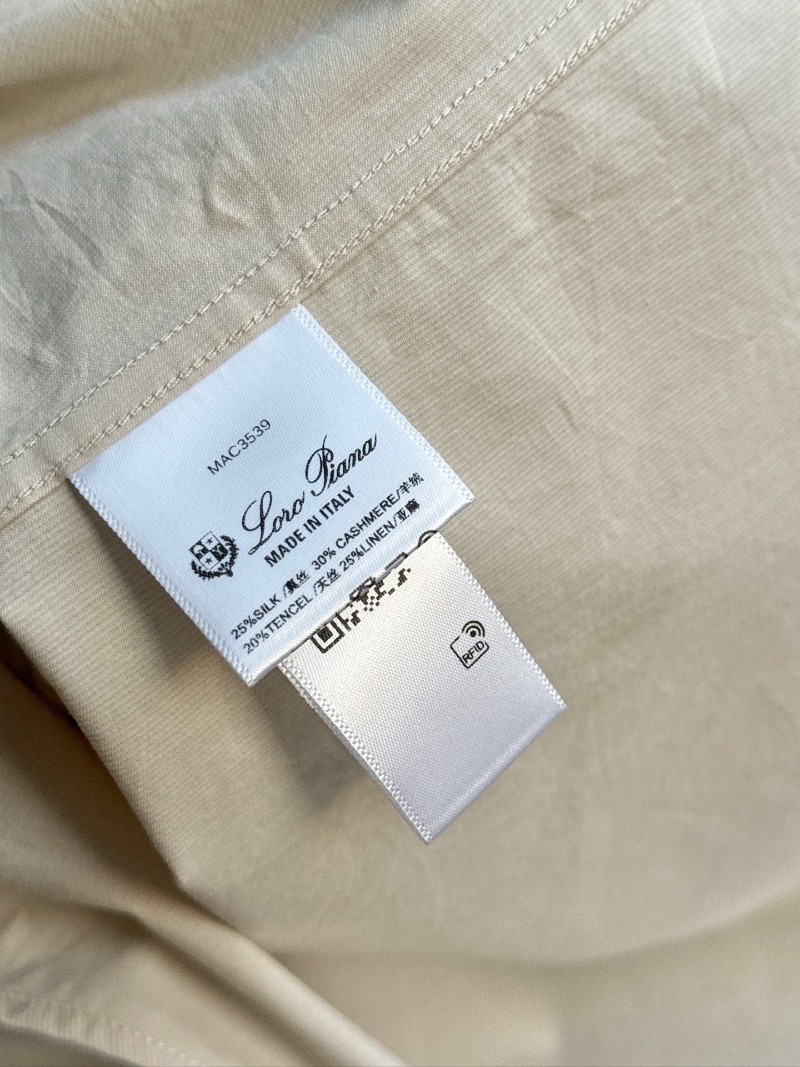 MAC3539
Loro Piana
MADE IN ITALY
25%SILK /真丝 30% CASHMERE/羊绒
20%TENCEL /天丝 25%LINEN/亚麻
RFID